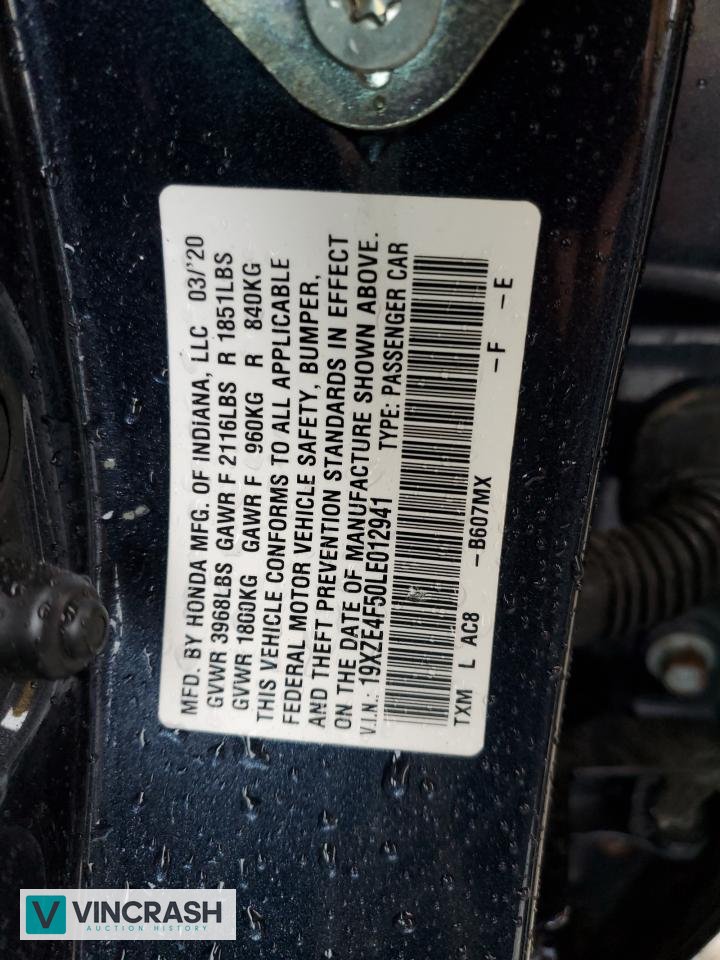 MFD. BY HONDA MFG. OF INDIANA, LLC 03/'20
GVWR 3968LBS GAWR F 2116LBS R 1851LBS
GVWR 1800KG GAWR F 960KG R 840KG
THIS VEHICLE CONFORMS TO ALL APPLICABLE
FEDERAL MOTOR VEHICLE SAFETY, BUMPER,
AND THEFT PREVENTION STANDARDS IN EFFECT
ON THE DATE OF MANUFACTURE SHOWN ABOVE.
V.I.N.: 19XZE4F50LE012941 TYPE: PASSENGER CAR
TXM L AC8 -B607MX -F -E
V VINCRASH
AUCTION HISTORY